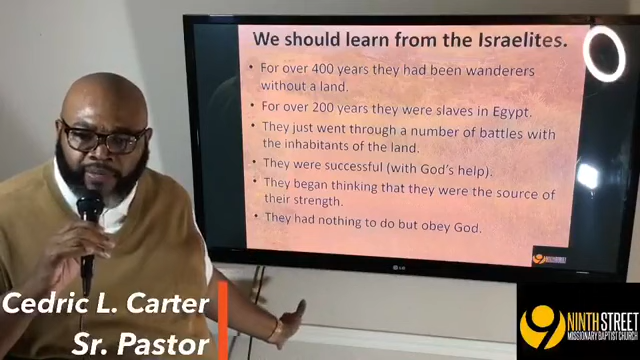 We should learn from the Israelites.
• For over 400 years they had been wanderers
without a land.
• For over 200 years they were slaves in Egypt.
• They just went through a number of battles with
the inhabitants of the land.
• They were successful (with God's help).
• They began thinking that they were the source of
their strength.
• They had nothing to do but obey God.
LG
Cedric L. Carter
Sr. Pastor
9 NINTH STREET
MISSIONARY BAPTIST CHURCH